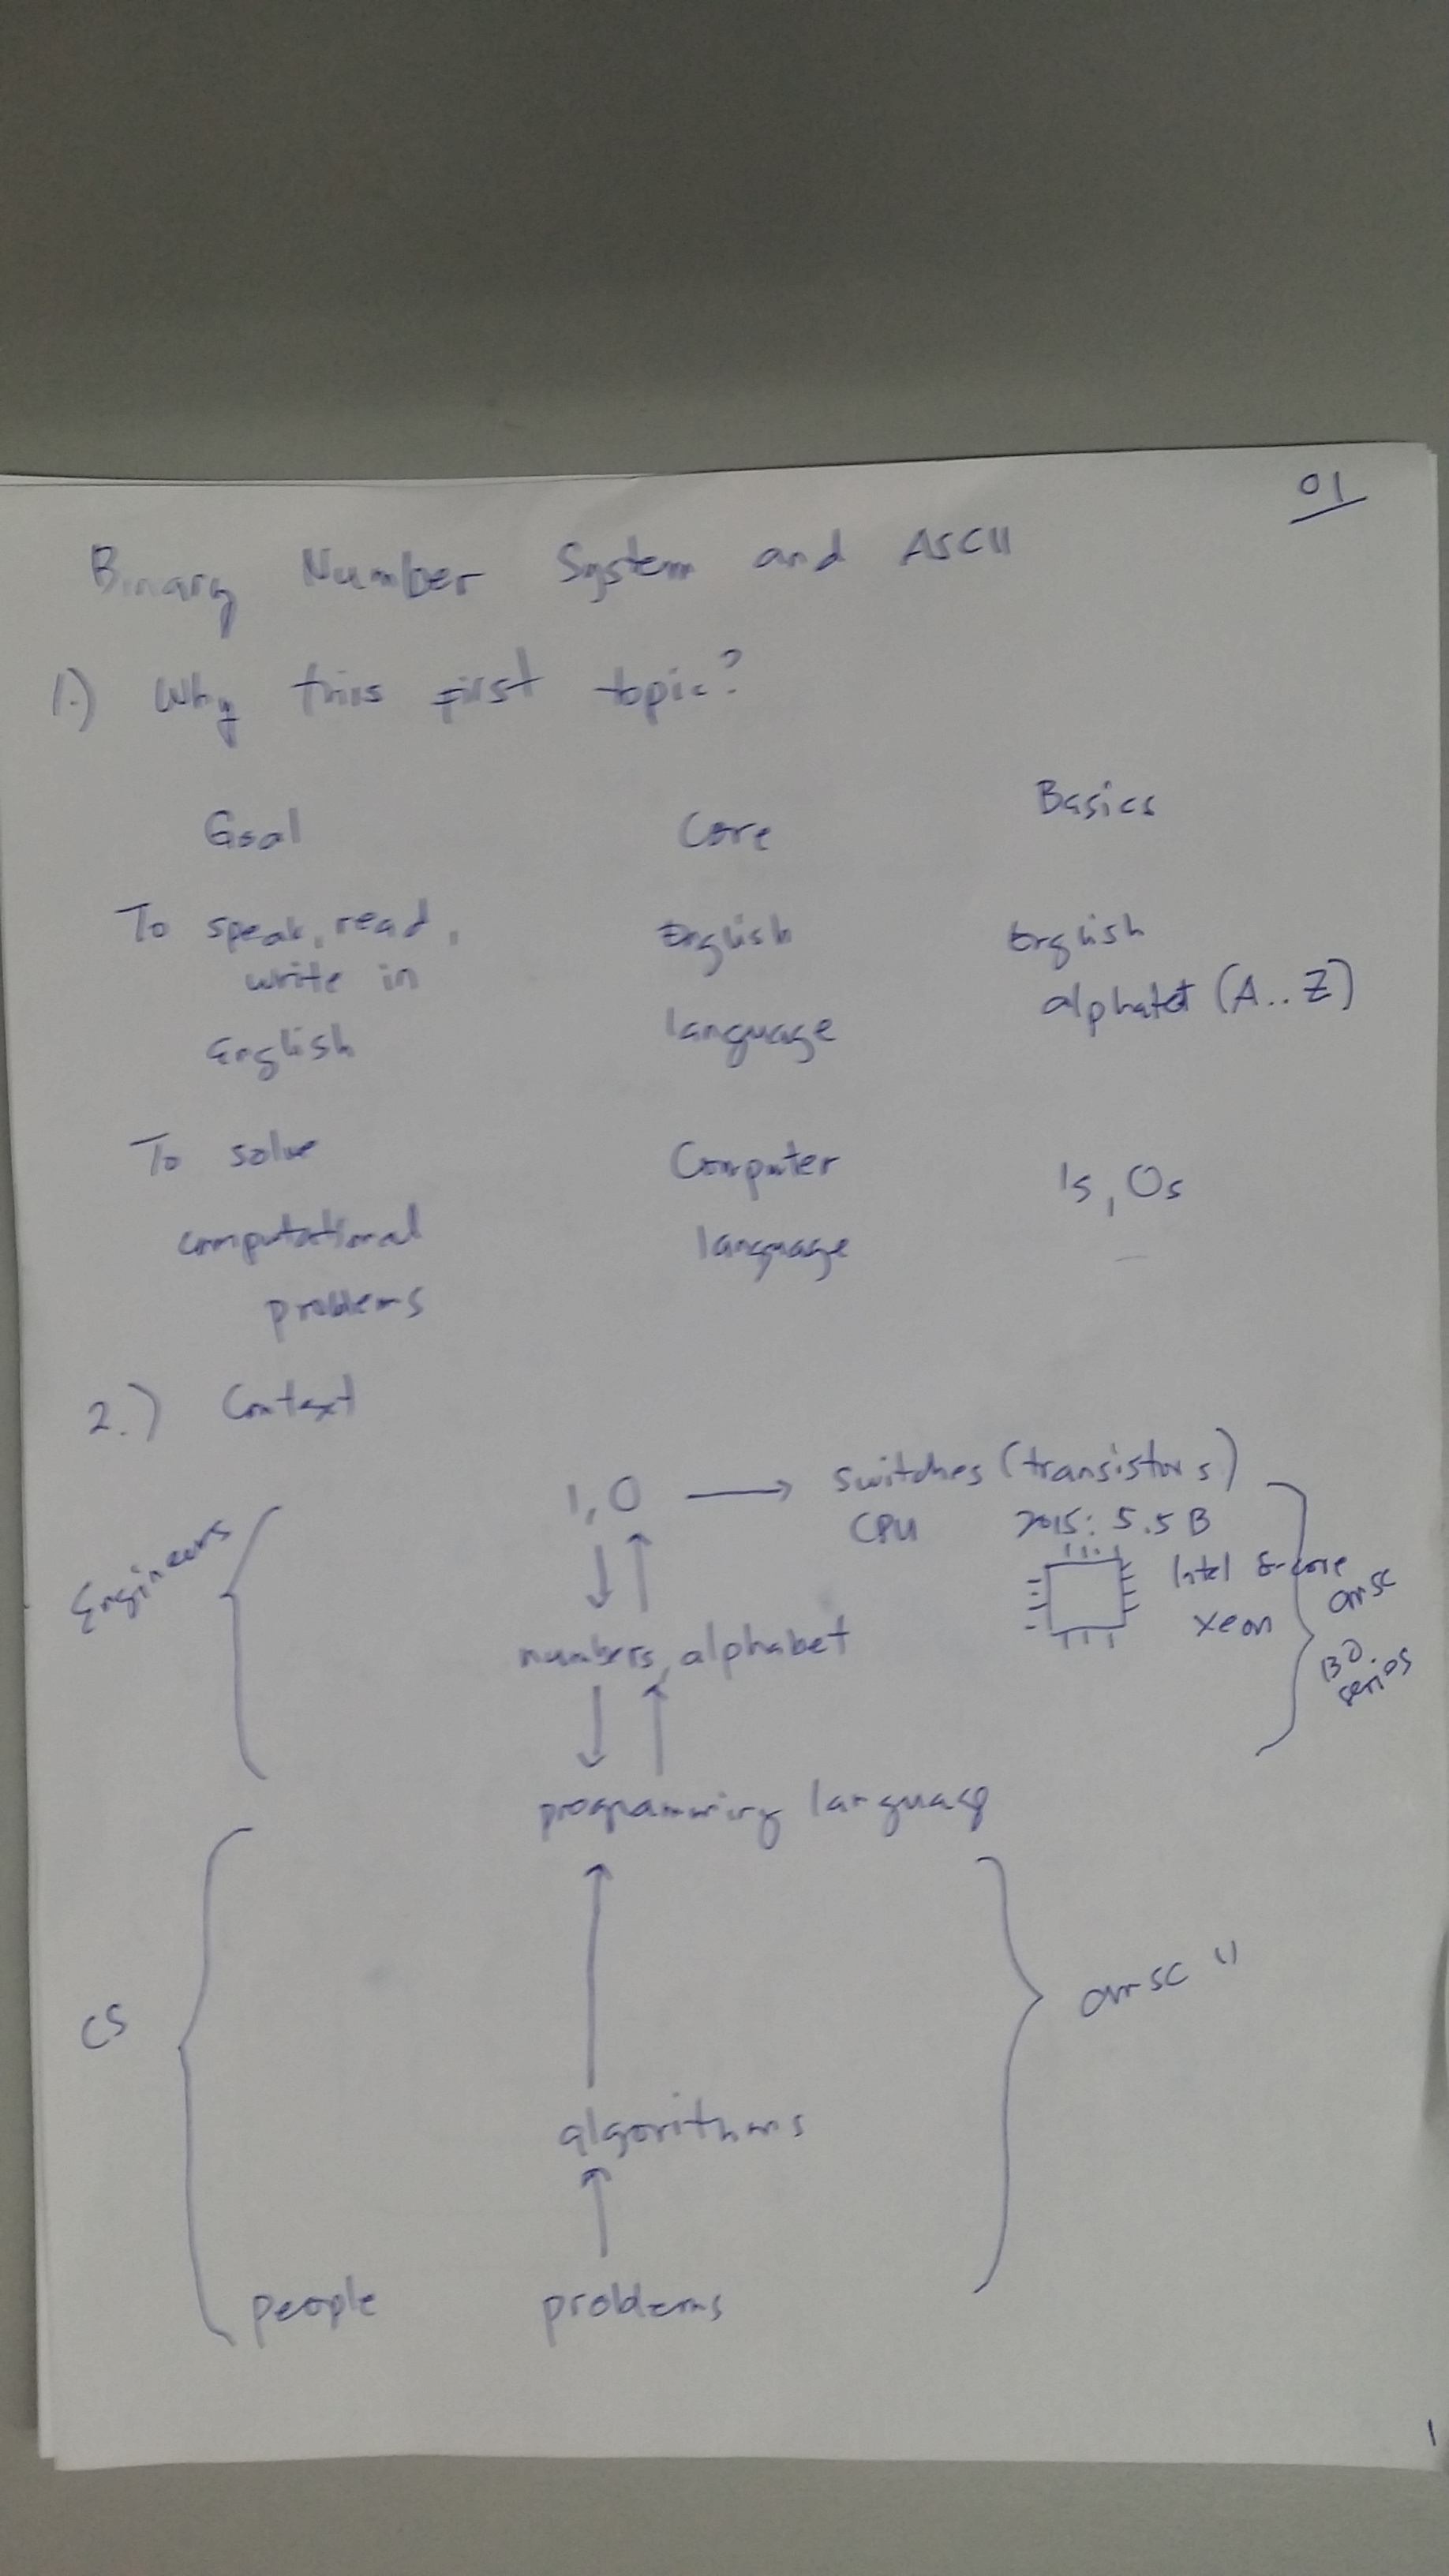 01
Binary Number System and ASCII
1.) Why this first topic?
Goal Core Basics
To speak, read, English English
write in language alphabet (A..Z)
English
To solve Computer 1s, 0s
computational language
problems
2.) Context
1, 0 → switches (transistors)
CPU 2015: 5.5 B
Engineers
Intel 8-core
Xeon
cmsc
130
series
numbers, alphabet
programming language
CS
cmsc 11
algorithms
people problems
1